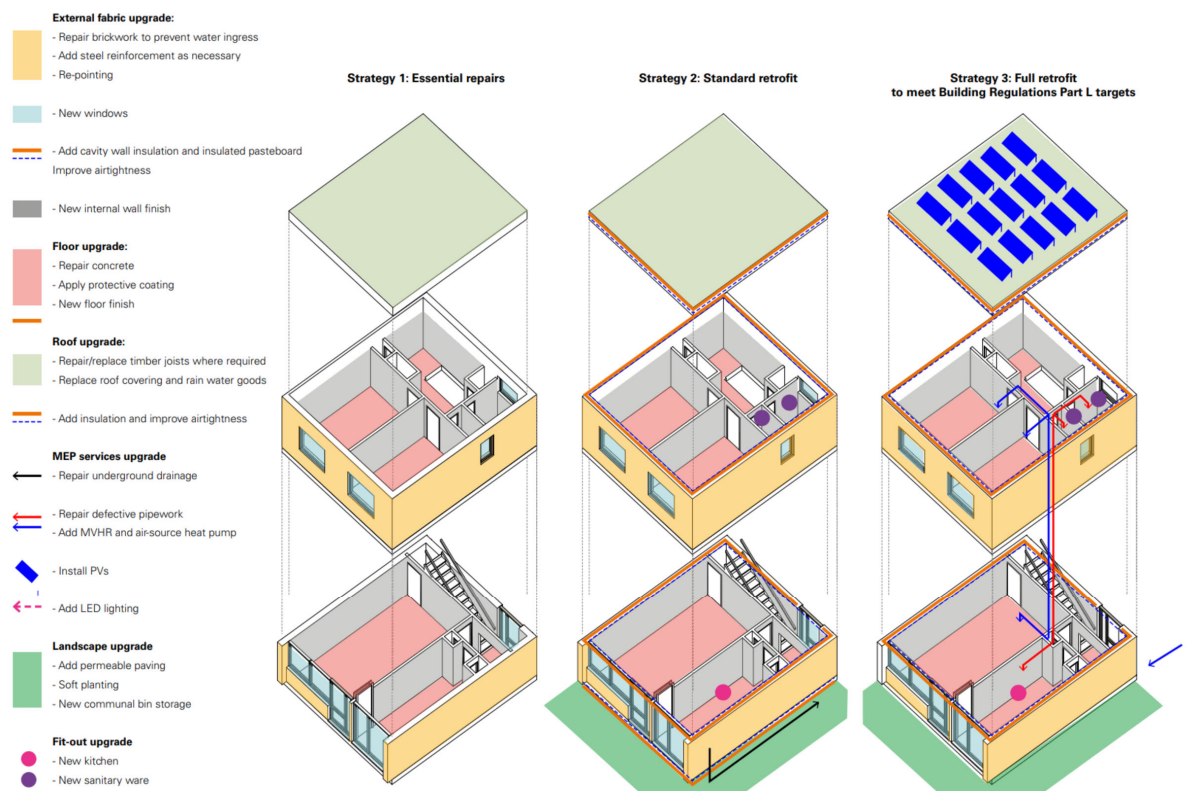 External fabric upgrade:
- Repair brickwork to prevent water ingress
- Add steel reinforcement as necessary
- Re-pointing
- New windows
- Add cavity wall insulation and insulated pasteboard
Improve airtightness
- New internal wall finish
Floor upgrade:
- Repair concrete
- Apply protective coating
- New floor finish
Roof upgrade:
- Repair/replace timber joists where required
- Replace roof covering and rain water goods
- Add insulation and improve airtightness
MEP services upgrade
- Repair underground drainage
- Repair defective pipework
- Add MVHR and air-source heat pump
- Install PVs
- Add LED lighting
Landscape upgrade
- Add permeable paving
- Soft planting
- New communal bin storage
Fit-out upgrade
- New kitchen
- New sanitary ware
Strategy 1: Essential repairs
Strategy 2: Standard retrofit
Strategy 3: Full retrofit
to meet Building Regulations Part L targets